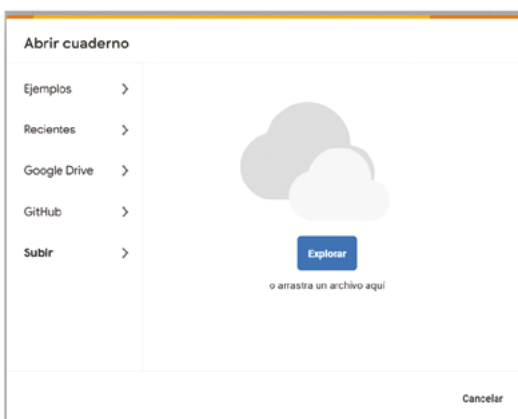 Abrir cuaderno
Ejemplos
Recientes
Google Drive
GitHub
Subir
Explorar
o arrastra un archivo aquí
Cancelar